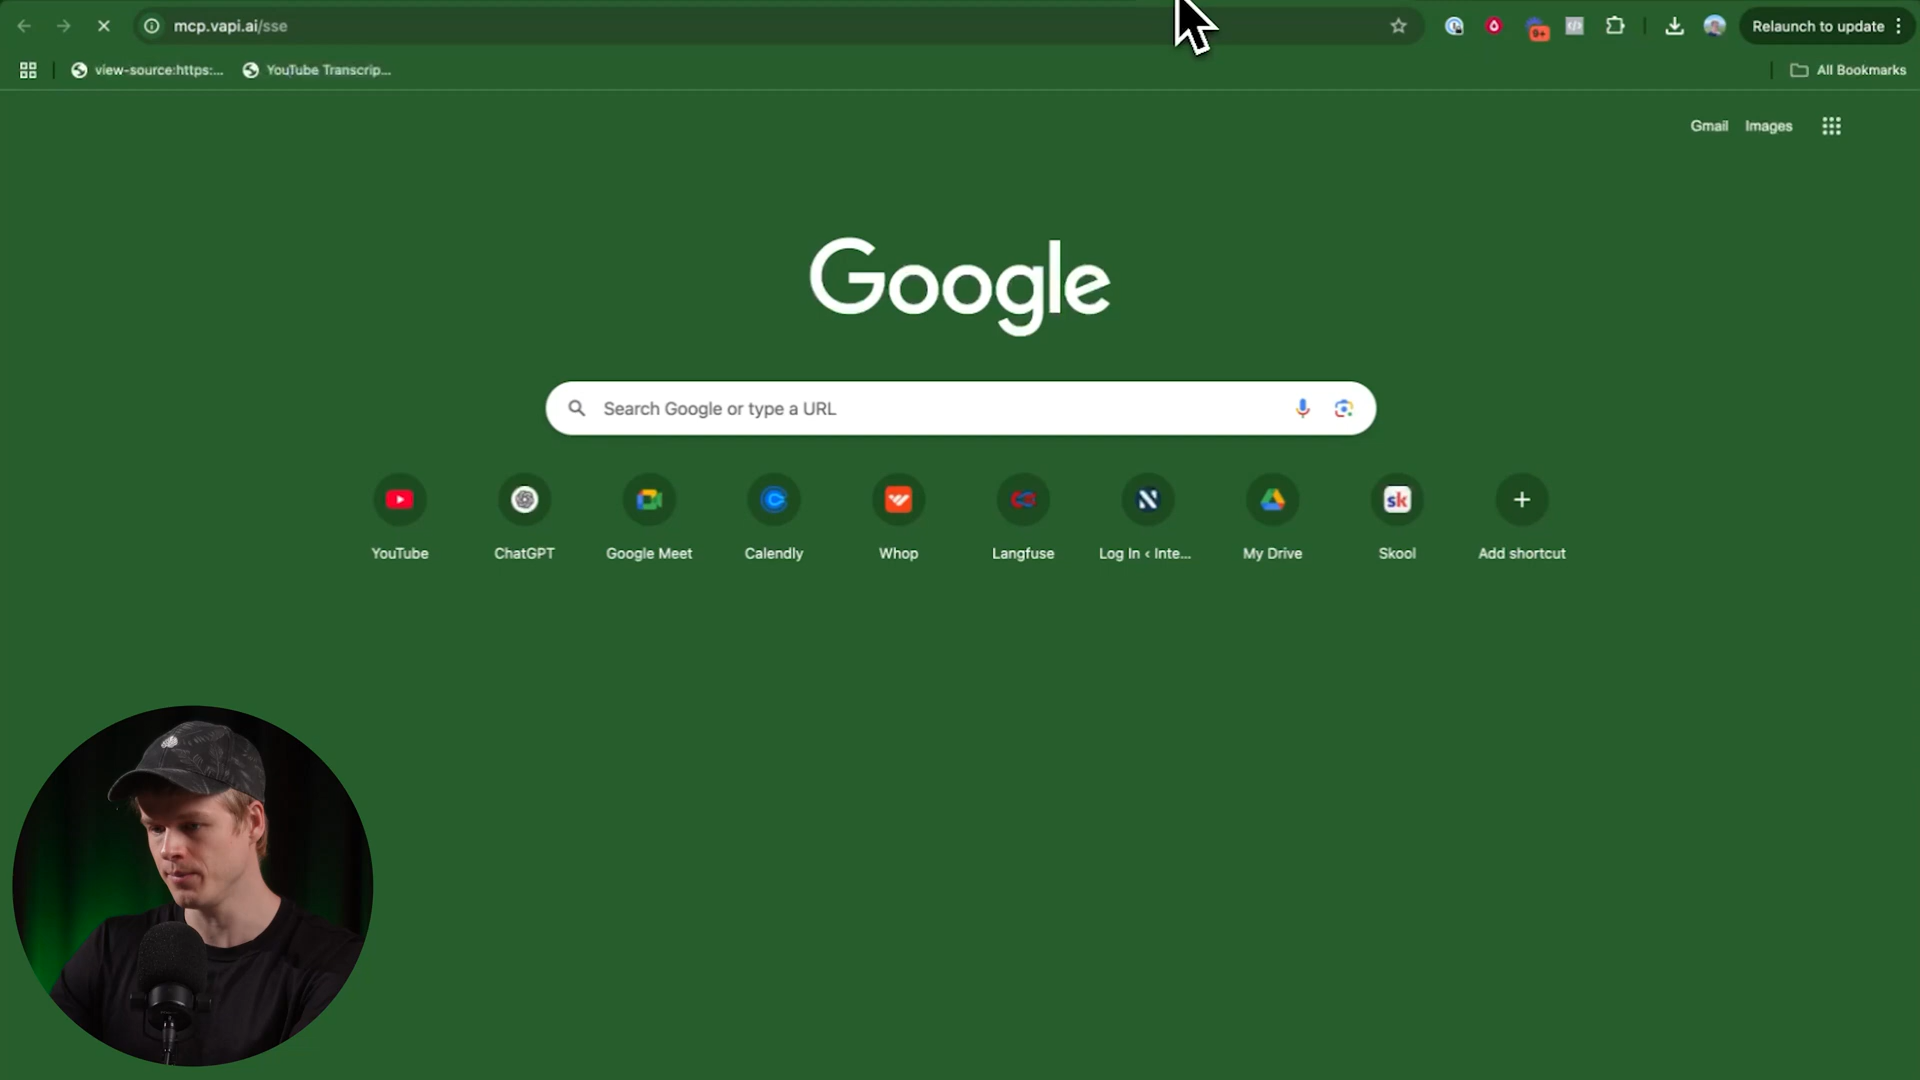 mcp.vapi.ai/sse
Relaunch to update
view-source:https:...
YouTube Transcrip...
All Bookmarks
Gmail
Images
Google
Search Google or type a URL
sk
YouTube
ChatGPT
Google Meet
Calendly
Whop
Langfuse
Log In ‹ Inte...
My Drive
Skool
Add shortcut